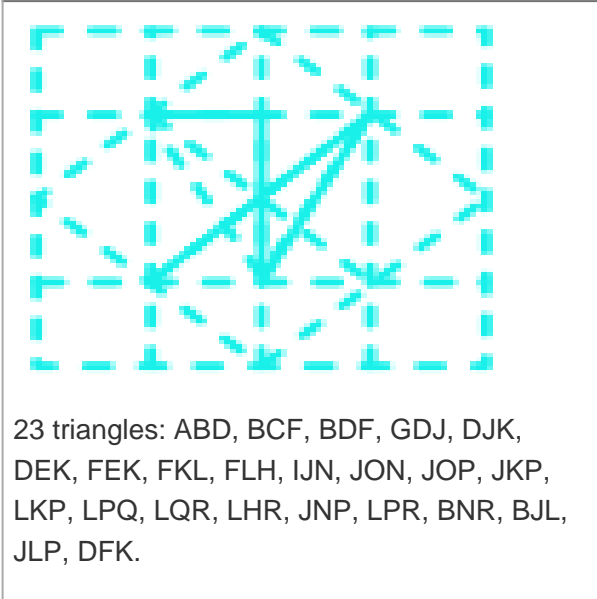 23 triangles: ABD, BCF, BDF, GDJ, DJK,
DEK, FEK, FKL, FLH, IJN, JON, JOP, JKP,
LKP, LPQ, LQR, LHR, JNP, LPR, BNR, BJL,
JLP, DFK.